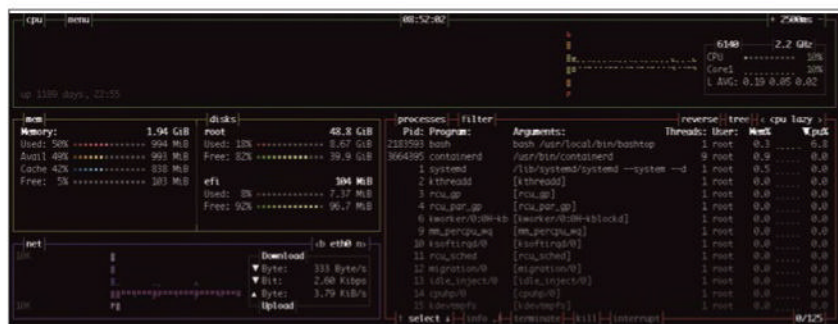 cpu menu 08:52:02 + 2500ms -
6140 2.2 GHz
CPU 10%
Core1 10%
L AVG: 0.19 0.05 0.02
up 1189 days, 22:55
mem
Memory: 1.94 GiB
Used: 50% 994 MiB
Avail 49% 993 MiB
Cache 42% 838 MiB
Free: 5% 103 MiB
disks
root 48.8 GiB
Used: 18% 8.67 GiB
Free: 82% 39.9 GiB
efi 104 MiB
Used: 8% 7.37 MiB
Free: 92% 96.7 MiB
net <b eth0 n>
10K
10K
Download
▼ Byte: 333 Byte/s
▼ Bit: 2.60 Kibps
▲ Byte: 3.79 KiB/s
Upload
processes filter reverse tree < cpu lazy >
Pid: Program: Arguments: Threads: User: Mem% ▼Cpu%
2183593 bash bash /usr/local/bin/bashtop 1 root 0.3 6.8
3664395 containerd /usr/bin/containerd 9 root 0.9 0.0
1 systemd /lib/systemd/systemd --system --d 1 root 0.5 0.0
2 kthreadd [kthreadd] 1 root 0.0 0.0
3 rcu_gp [rcu_gp] 1 root 0.0 0.0
4 rcu_par_gp [rcu_par_gp] 1 root 0.0 0.0
6 kworker/0:0H-kb [kworker/0:0H-kblockd] 1 root 0.0 0.0
9 mm_percpu_wq [mm_percpu_wq] 1 root 0.0 0.0
10 ksoftirqd/0 [ksoftirqd/0] 1 root 0.0 0.0
11 rcu_sched [rcu_sched] 1 root 0.0 0.0
12 migration/0 [migration/0] 1 root 0.0 0.0
13 idle_inject/0 [idle_inject/0] 1 root 0.0 0.0
14 cpuhp/0 [cpuhp/0] 1 root 0.0 0.0
15 kdevtmpfs [kdevtmpfs] 1 root 0.0 0.0
↑ select ↓ info terminate kill interrupt 0/125